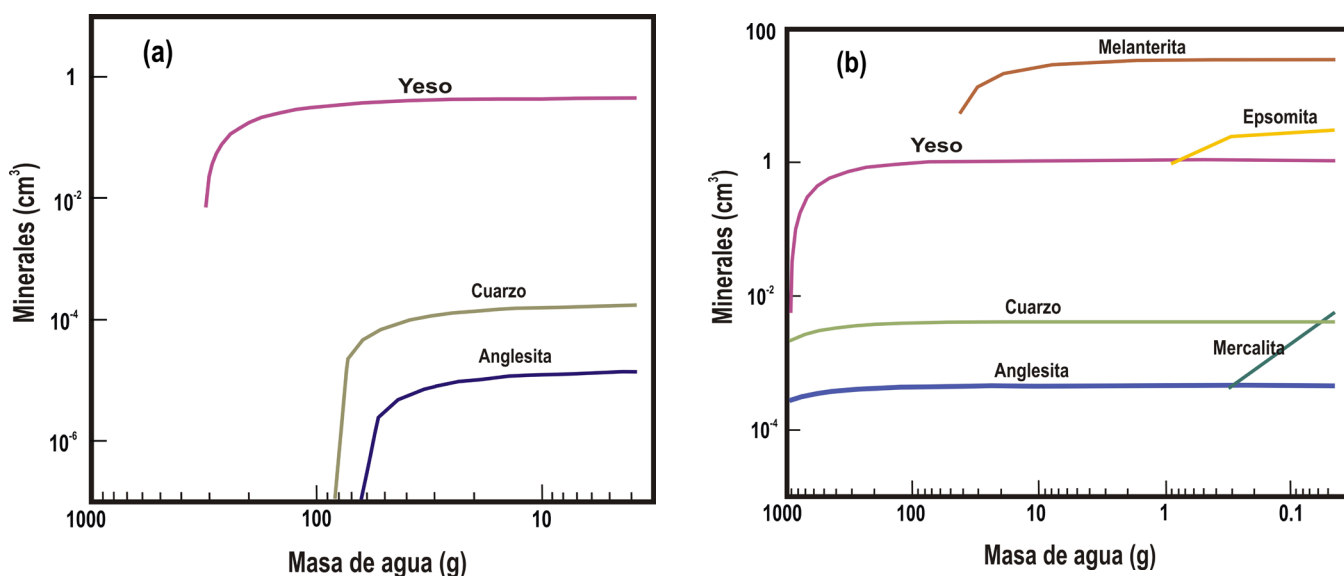 (a)
Yeso
Cuarzo
Anglesita
1
10-2
10-4
10-6
Minerales (cm3)
1000
100
10
Masa de agua (g)
(b)
Melanterita
Epsomita
Yeso
Cuarzo
Mercalita
Anglesita
100
1
10-2
10-4
Minerales (cm3)
1000
100
10
1
0.1
Masa de agua (g)